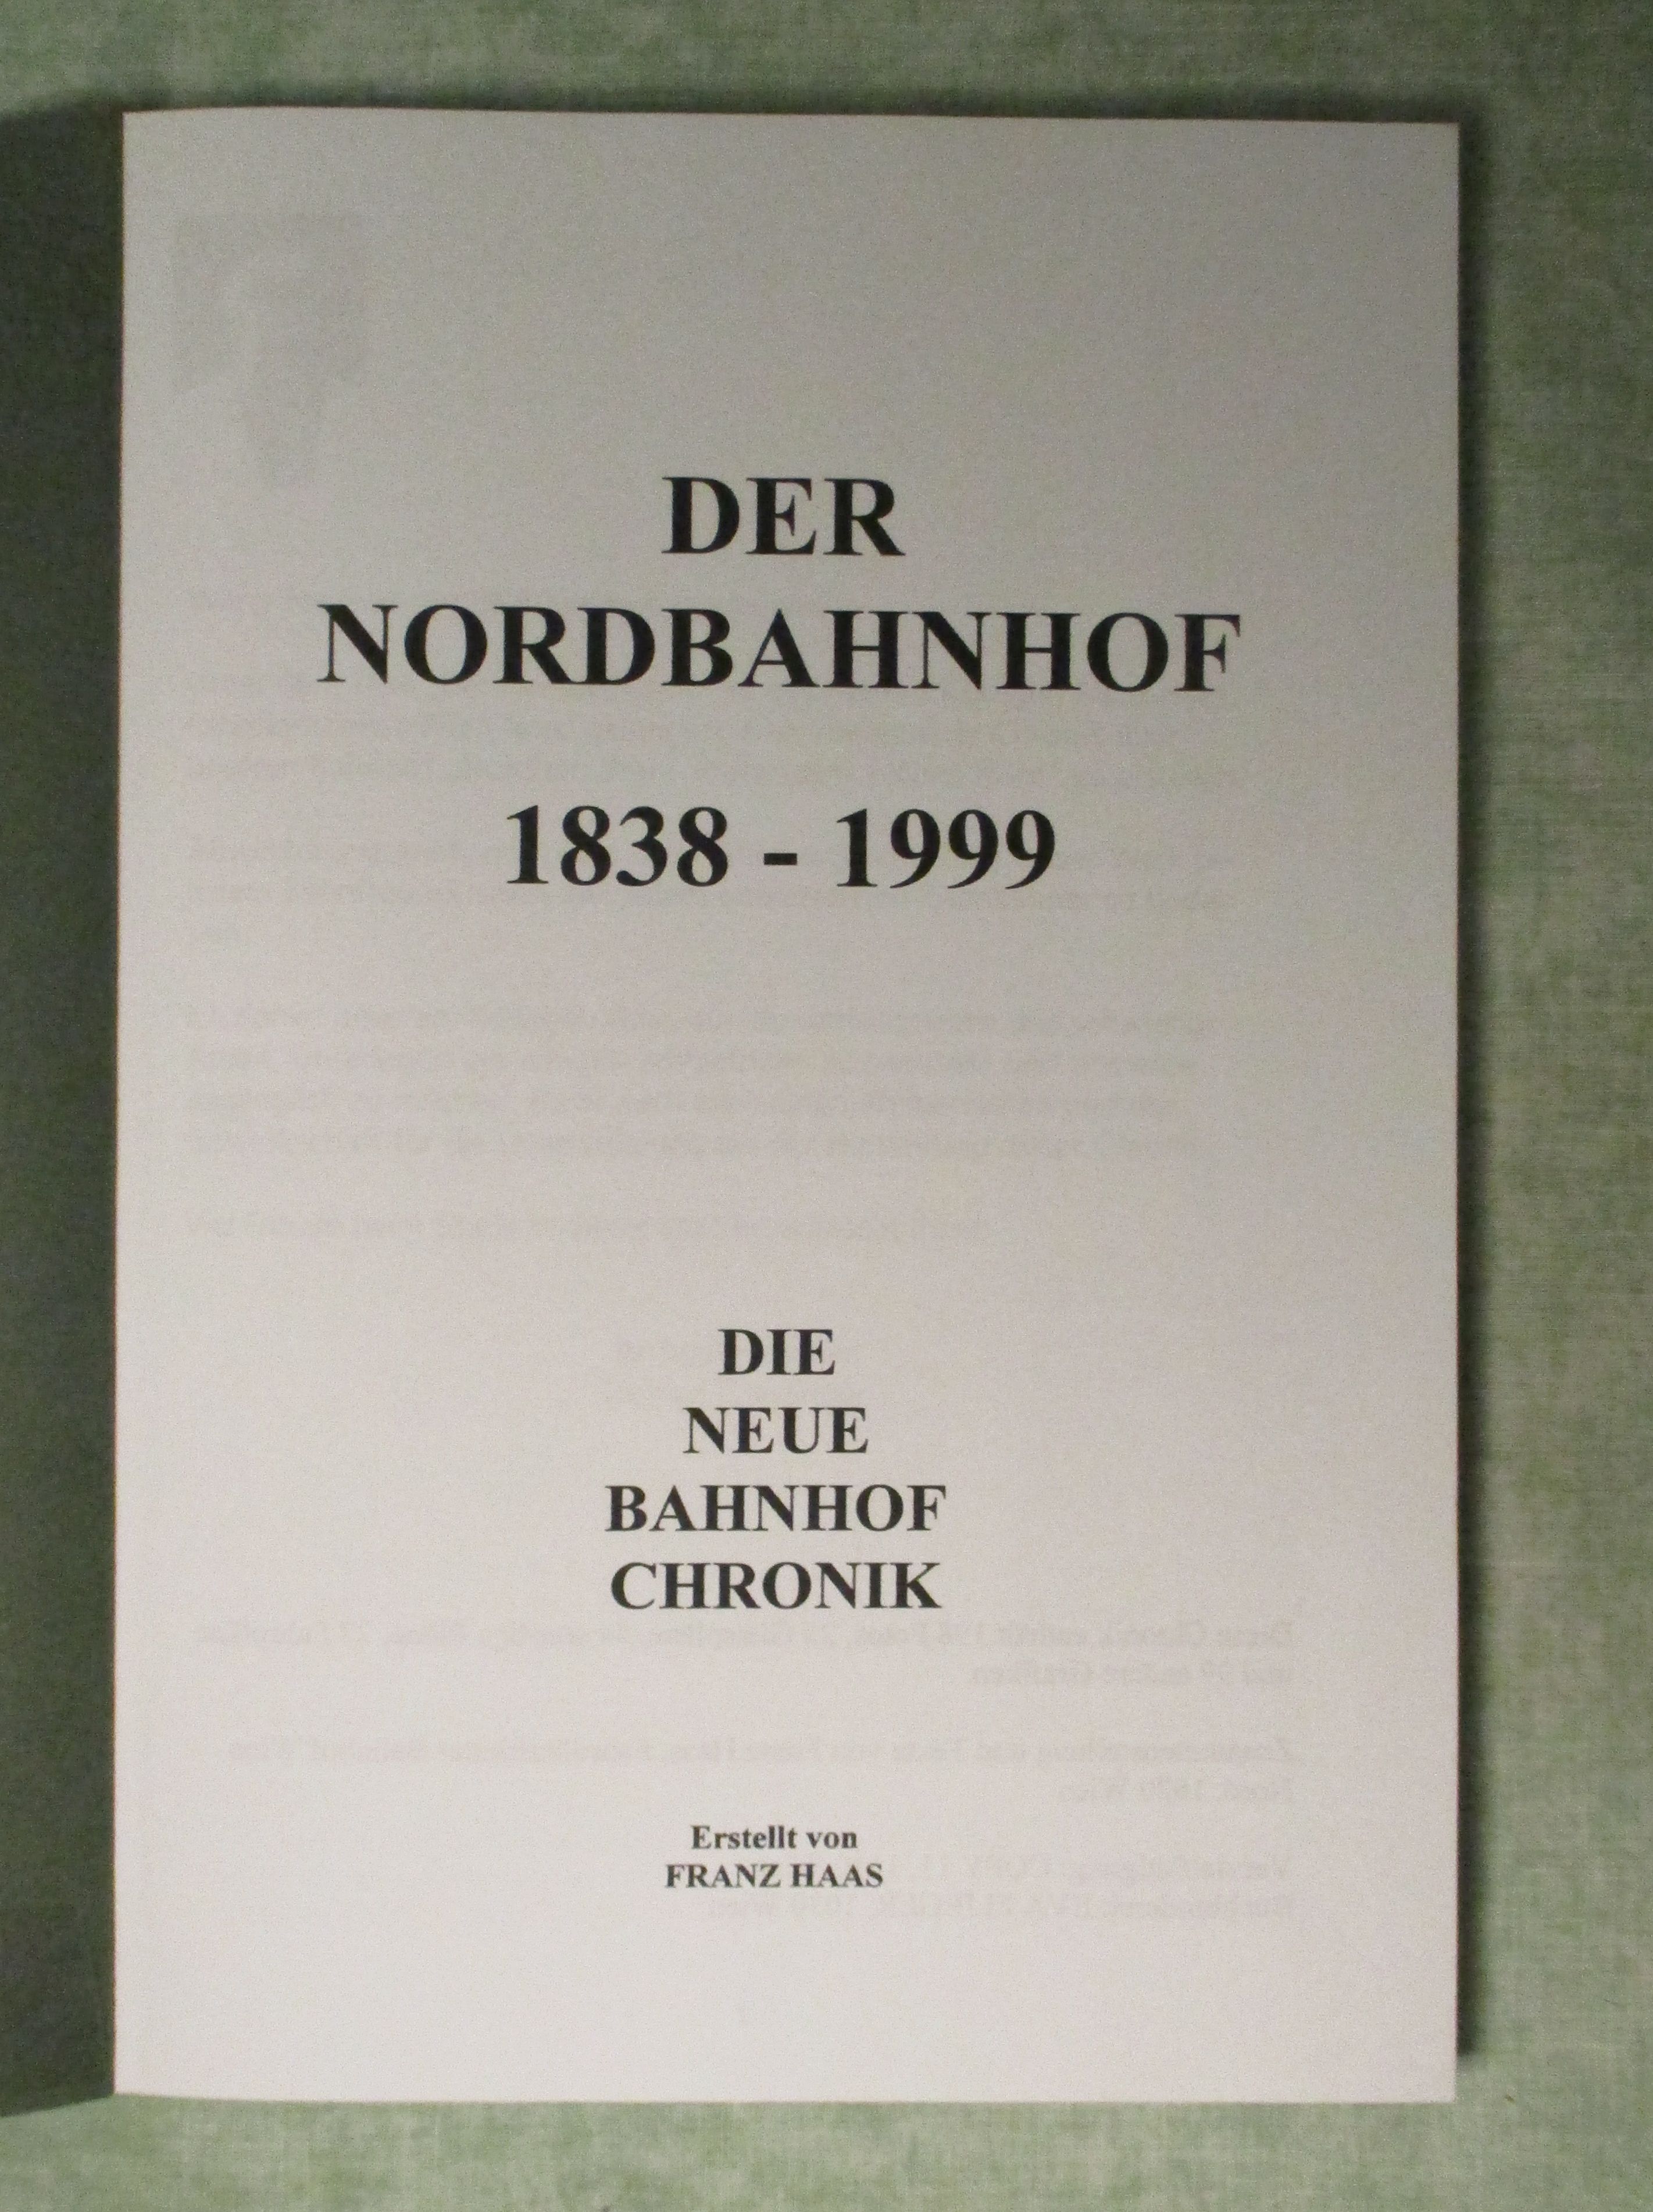 DER
NORDBAHNHOF
1838 - 1999
DIE
NEUE
BAHNHOF
CHRONIK
Erstellt von
FRANZ HAAS